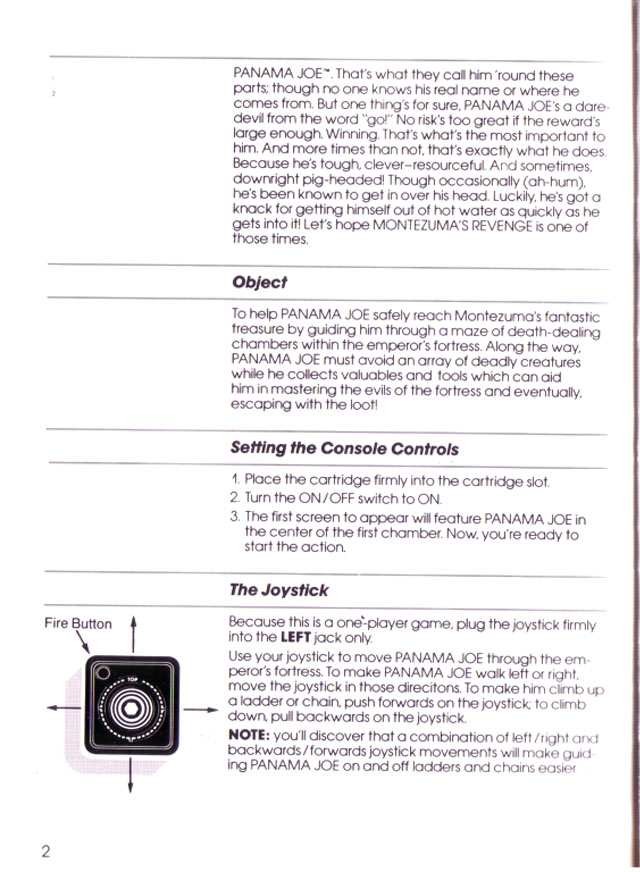 PANAMA JOE™. That's what they call him 'round these
parts; though no one knows his real name or where he
comes from. But one thing's for sure, PANAMA JOE's a dare-
devil from the word "go!" No risk's too great if the reward's
large enough. Winning. That's what's the most important to
him. And more times than not, that's exactly what he does.
Because he's tough, clever–resourceful. And sometimes,
downright pig-headed! Though occasionally (ah-hum),
he's been known to get in over his head. Luckily, he's got a
knack for getting himself out of hot water as quickly as he
gets into it! Let's hope MONTEZUMA'S REVENGE is one of
those times.
Object
To help PANAMA JOE safely reach Montezuma's fantastic
treasure by guiding him through a maze of death-dealing
chambers within the emperor's fortress. Along the way,
PANAMA JOE must avoid an array of deadly creatures
while he collects valuables and tools which can aid
him in mastering the evils of the fortress and eventually,
escaping with the loot!
Setting the Console Controls
1. Place the cartridge firmly into the cartridge slot.
2. Turn the ON/OFF switch to ON.
3. The first screen to appear will feature PANAMA JOE in
the center of the first chamber. Now, you're ready to
start the action.
The Joystick
Fire Button
TOP
Because this is a one-player game, plug the joystick firmly
into the LEFT jack only.
Use your joystick to move PANAMA JOE through the em-
peror's fortress. To make PANAMA JOE walk left or right,
move the joystick in those direcitons. To make him climb up
a ladder or chain, push forwards on the joystick; to climb
down, pull backwards on the joystick.
NOTE: you'll discover that a combination of left/right and
backwards/forwards joystick movements will make guid-
ing PANAMA JOE on and off ladders and chains easier
2